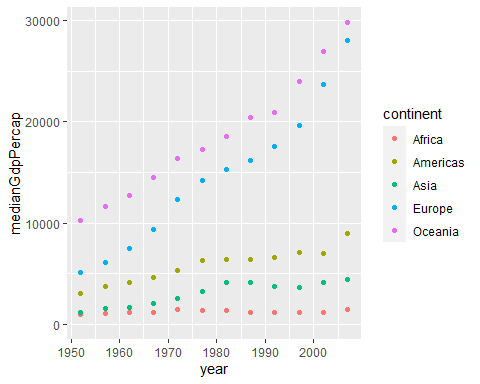 30000
20000
10000
0
medianGdpPercap
1950 1960 1970 1980 1990 2000
year
continent
Africa
Americas
Asia
Europe
Oceania